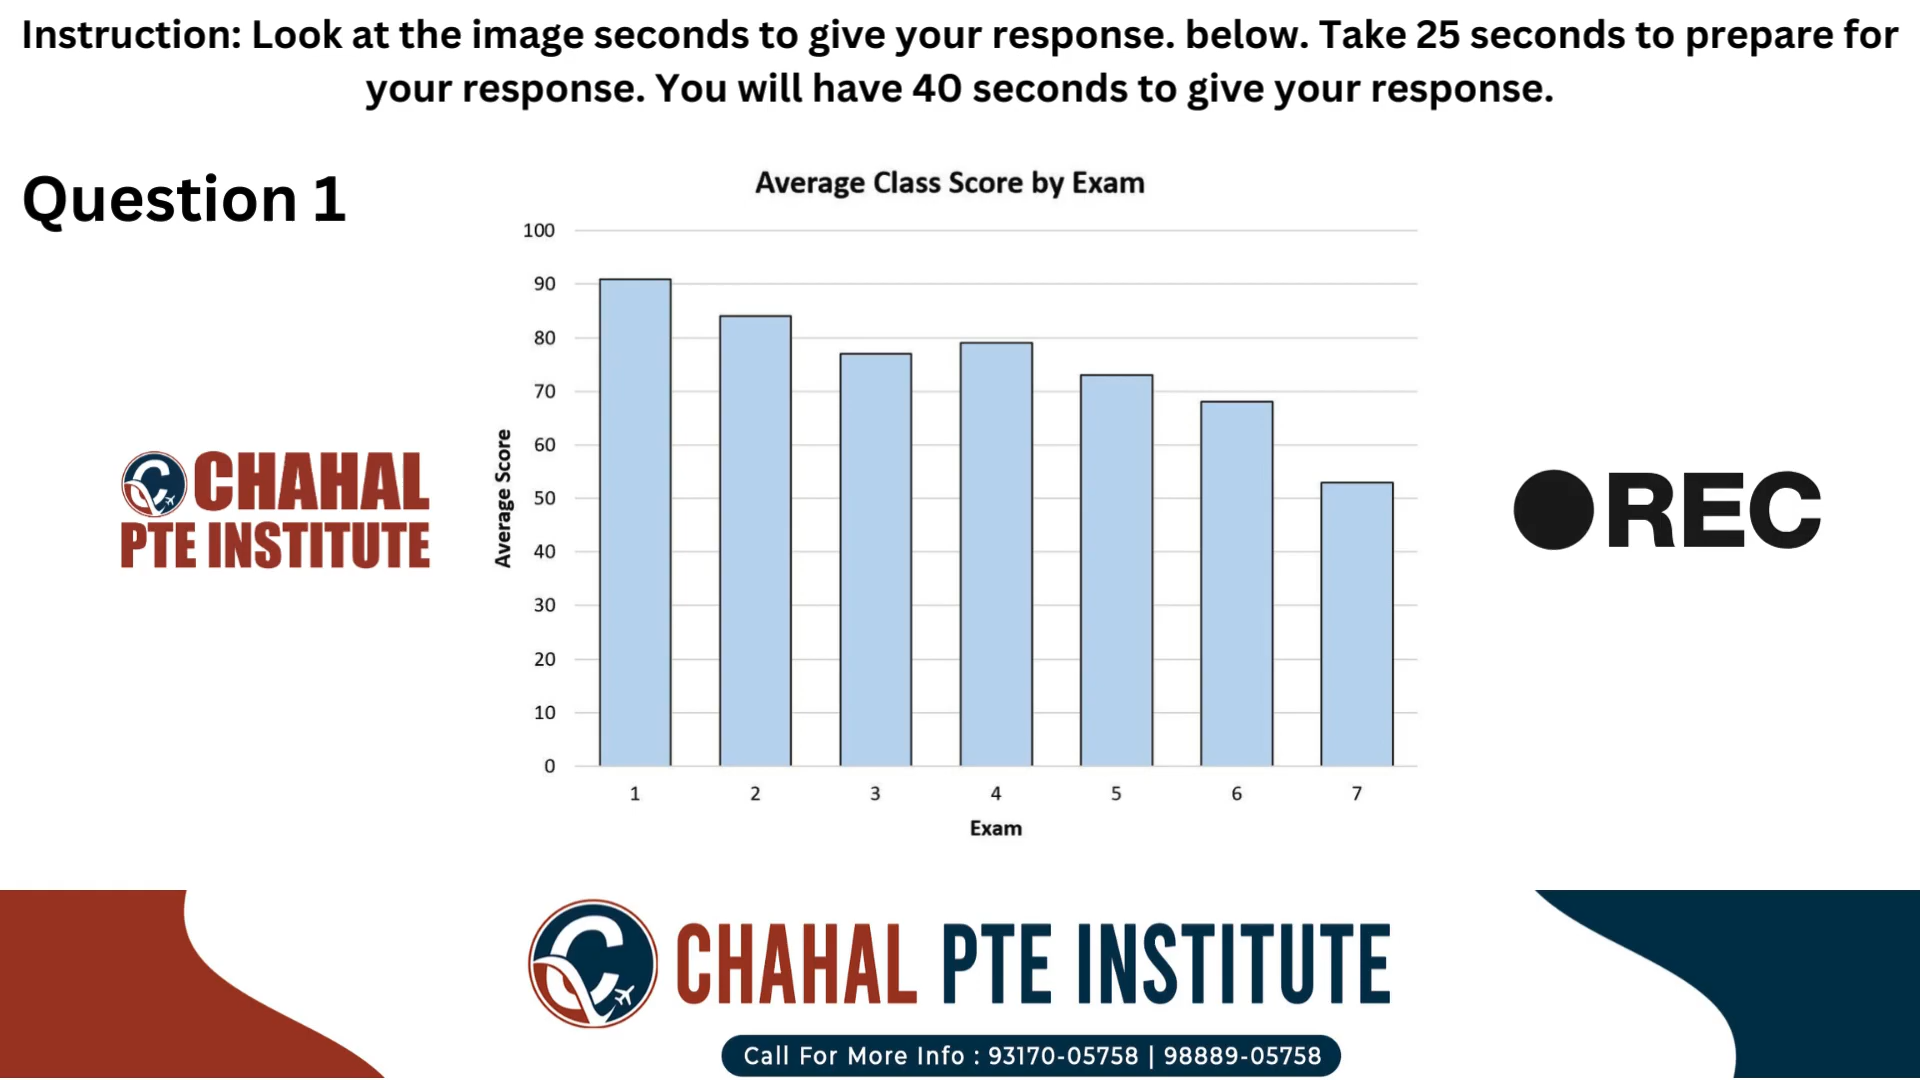 Instruction: Look at the image seconds to give your response. below. Take 25 seconds to prepare for
your response. You will have 40 seconds to give your response.
Question 1
Average Class Score by Exam
100
90
80
70
60
50
40
30
20
10
0
Average Score
1 2 3 4 5 6 7
Exam
CHAHAL
PTE INSTITUTE
REC
CHAHAL PTE INSTITUTE
Call For More Info : 93170-05758 | 98889-05758